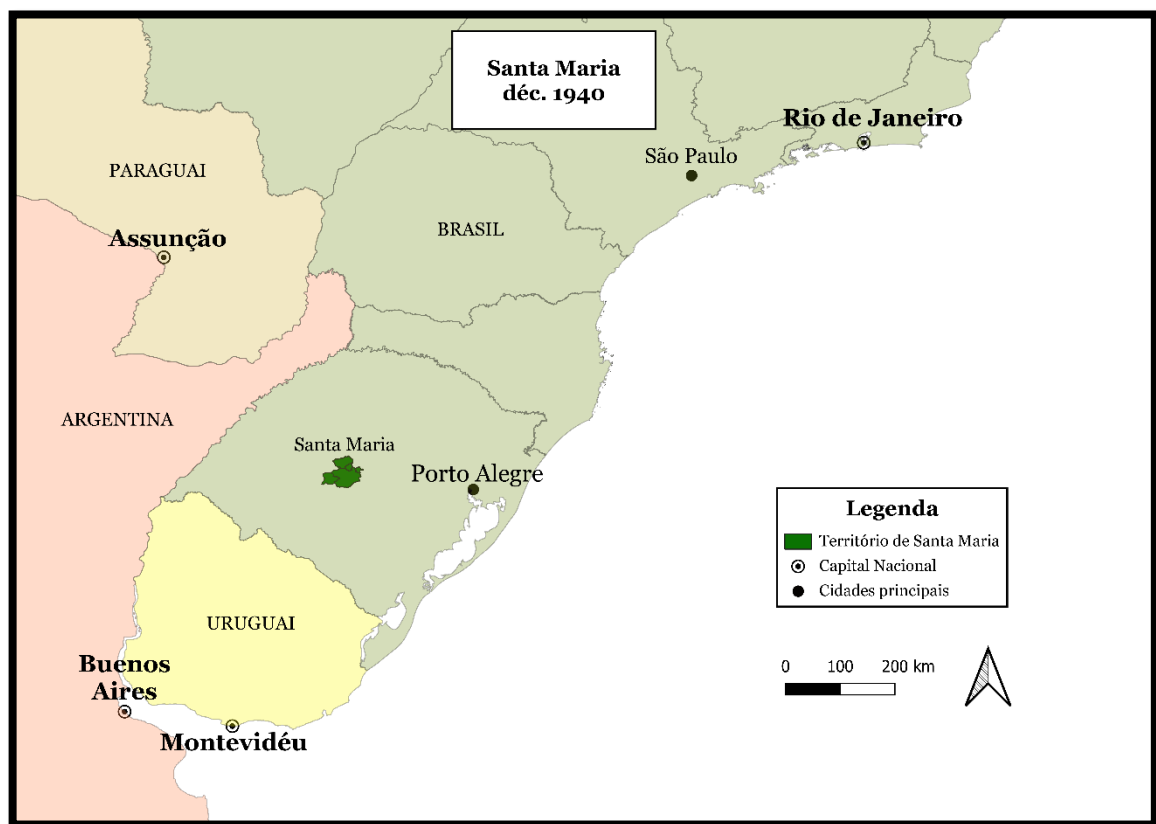 Santa Maria
déc. 1940
Rio de Janeiro
São Paulo
PARAGUAI
BRASIL
Assunção
ARGENTINA
Santa Maria
Porto Alegre
Legenda
Território de Santa Maria
Capital Nacional
Cidades principais
URUGUAI
Buenos
Aires
Montevidéu
0 100 200 km